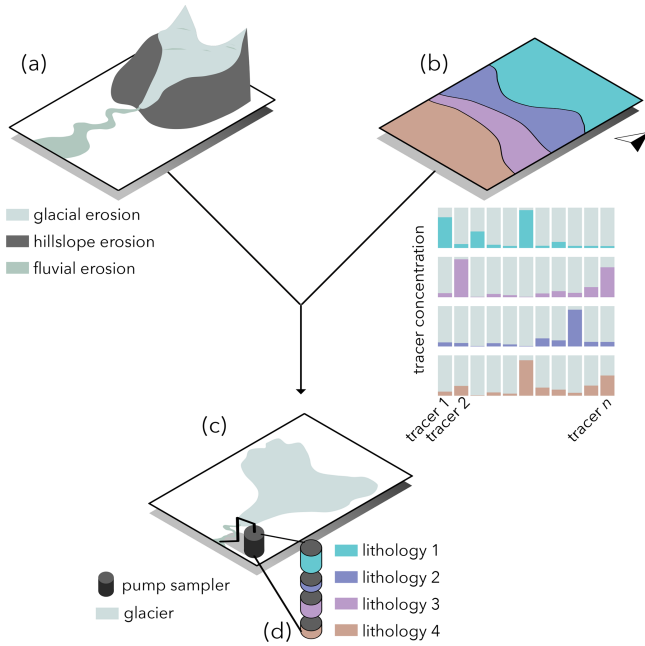 (a)
(b)
glacial erosion
hillslope erosion
fluvial erosion
tracer concentration
tracer 1
tracer 2
tracer n
(c)
lithology 1
lithology 2
lithology 3
lithology 4
pump sampler
glacier
(d)